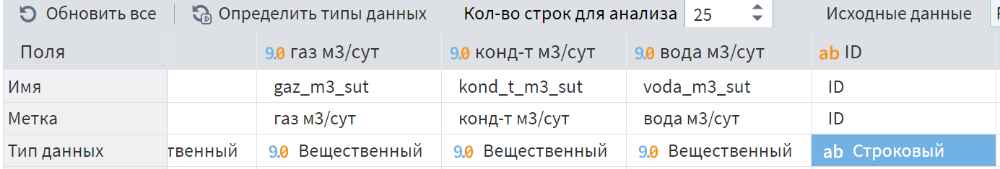 Обновить все Определить типы данных Кол-во строк для анализа 25 Исходные данные
Поля 9.0 газ м3/сут 9.0 конд-т м3/сут 9.0 вода м3/сут ab ID
Имя gaz_m3_sut kond_t_m3_sut voda_m3_sut ID
Метка газ м3/сут конд-т м3/сут вода м3/сут ID
Тип данных твенный 9.0 Вещественный 9.0 Вещественный 9.0 Вещественный ab Строковый